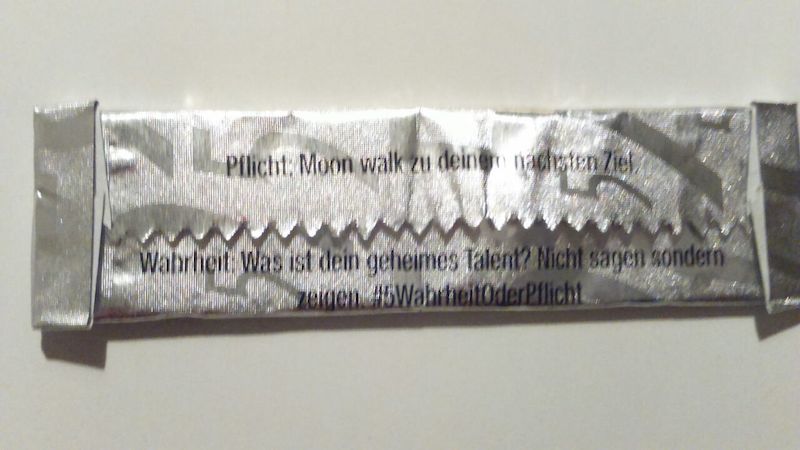 Pflicht: Moon walk zu deinem nächsten Ziel.
Wahrheit: Was ist dein geheimes Talent? Nicht sagen sondern
zeigen. #5WahrheitOderPflicht